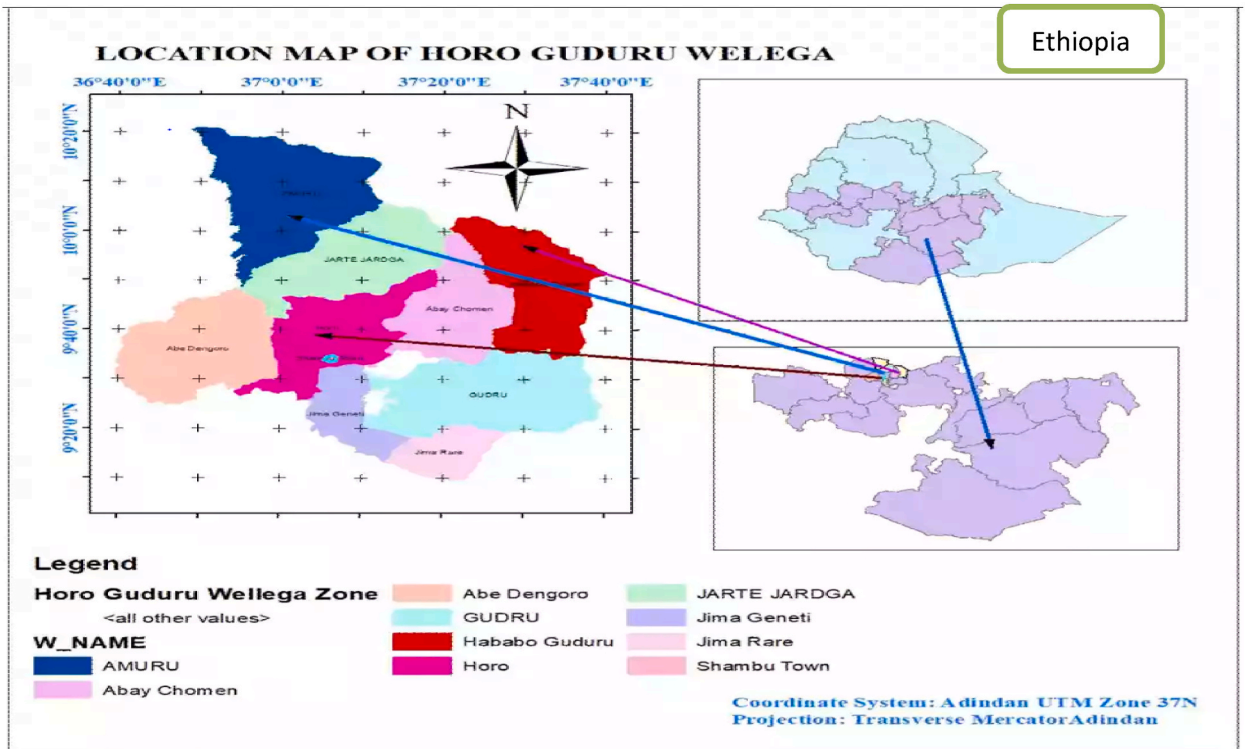 Ethiopia
LOCATION MAP OF HORO GUDURU WELEGA
36°40'0"E 37°0'0"E 37°20'0"E 37°40'0"E
N
10°20'0"N
10°0'0"N
9°40'0"N
9°20'0"N
JARTE JARDGA
Abay Chomen
Abe Dengoro
GUDRU
Jima Geneti
Jima Rare
Legend
Horo Guduru Wellega Zone
<all other values>
W_NAME
AMURU
Abay Chomen
Abe Dengoro
GUDRU
Hababo Guduru
Horo
JARTE JARDGA
Jima Geneti
Jima Rare
Shambu Town
Coordinate System: Adindan UTM Zone 37N
Projection: Transverse MercatorAdindan